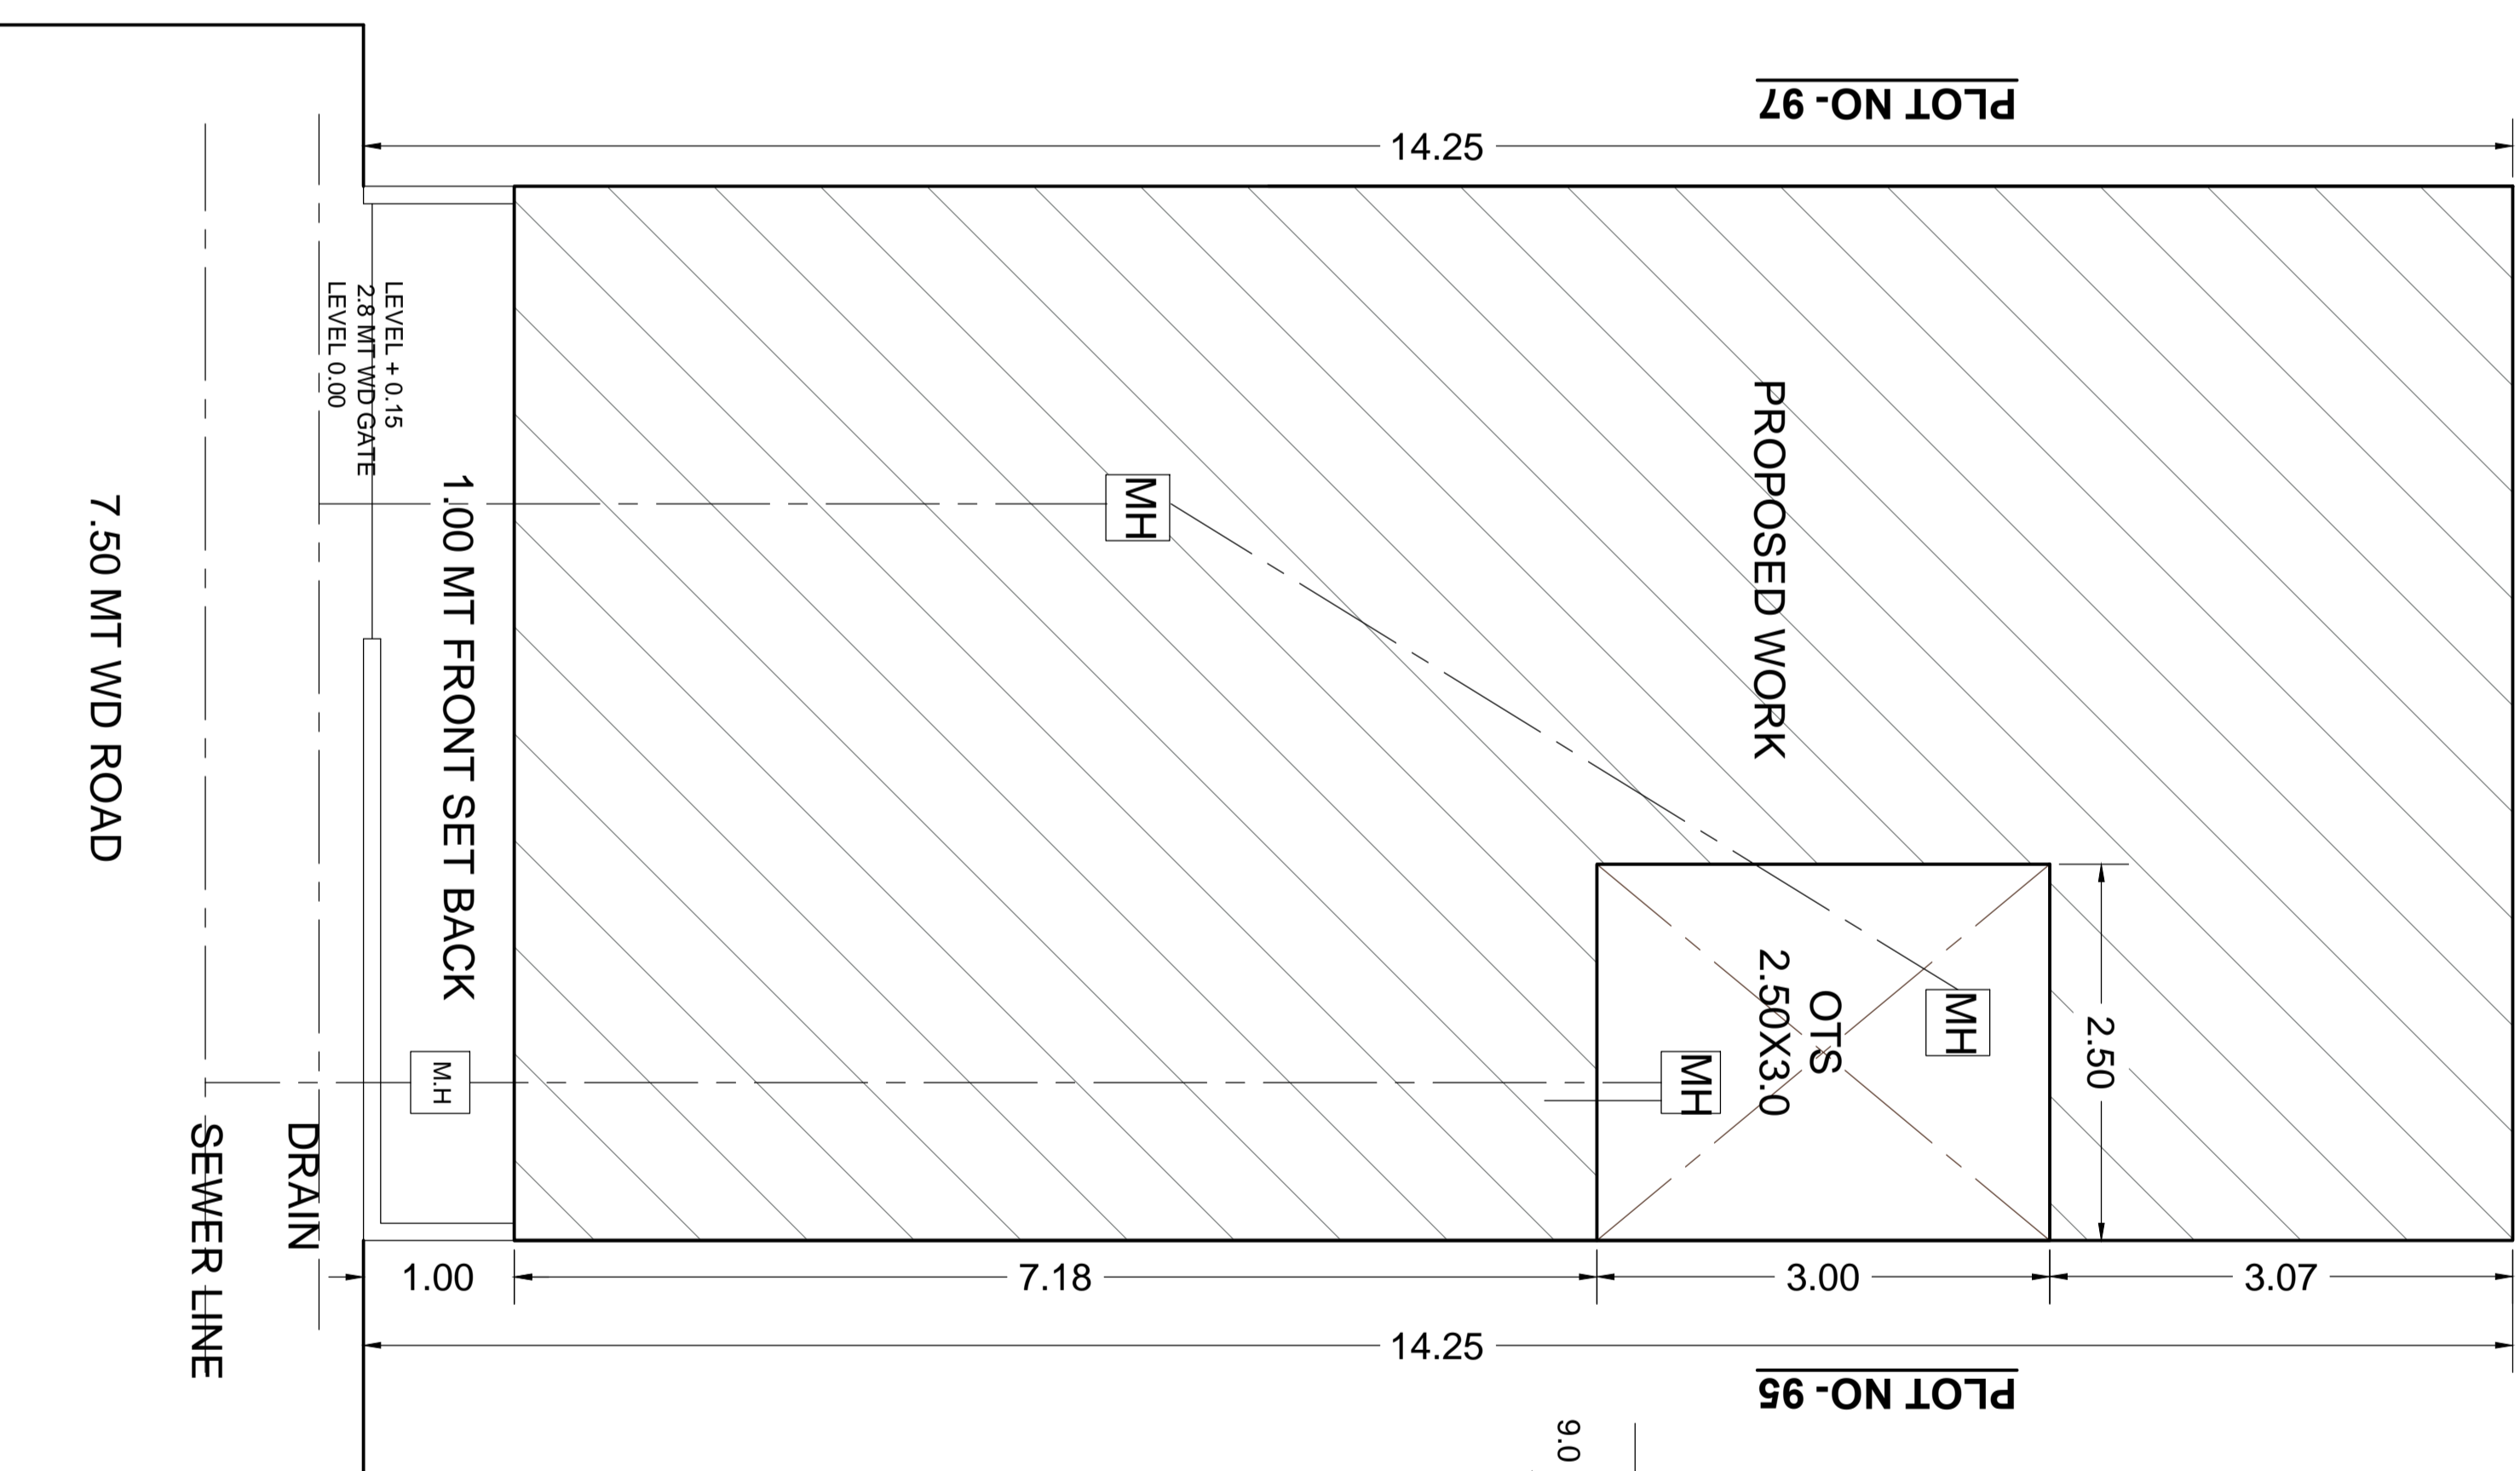 PLOT NO- 97
14.25
LEVEL + 0.15
2.8 MT WD GATE
LEVEL 0.00
7.50 MT WD ROAD
1.00 MT FRONT SET BACK
MH
PROPOSED WORK
OTS
2.50X3.0
MH
MH
2.50
M.H
DRAIN
SEWER LINE
1.00
7.18
3.00
3.07
14.25
PLOT NO- 95
9.0